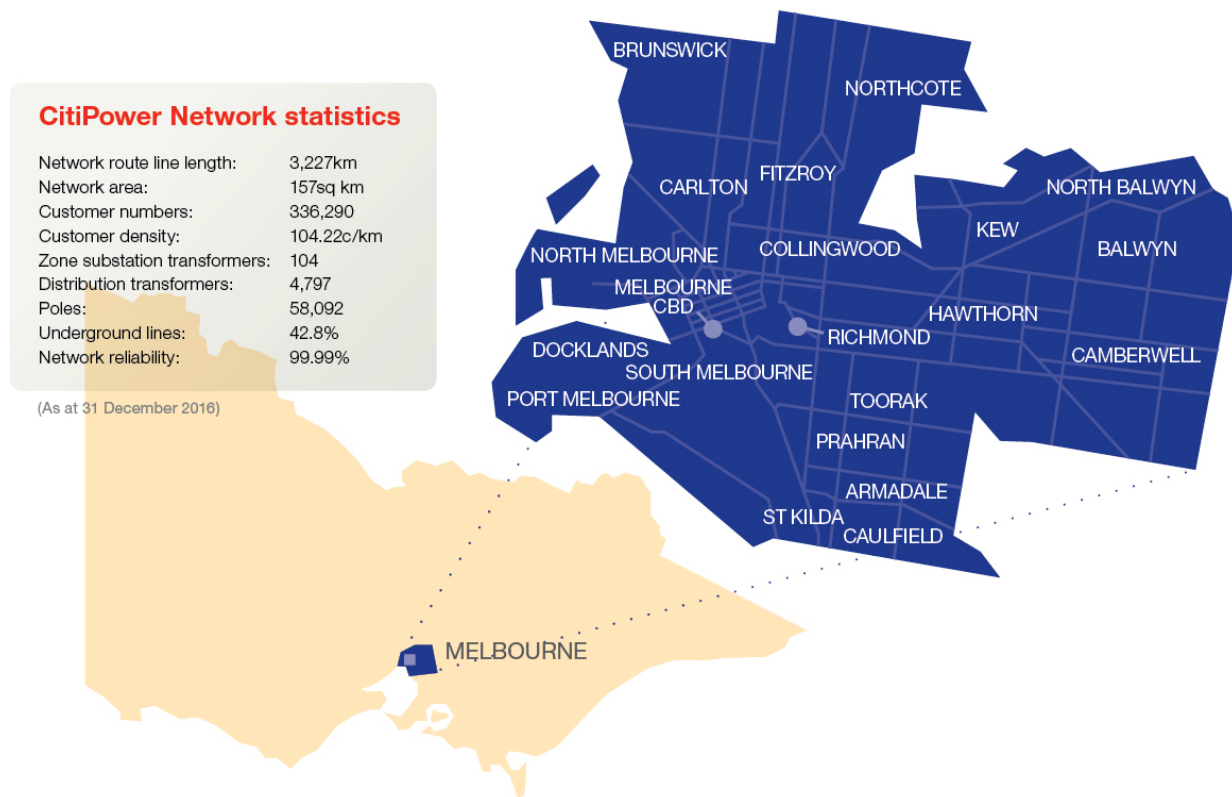 CitiPower Network statistics
Network route line length: 3,227km
Network area: 157sq km
Customer numbers: 336,290
Customer density: 104.22c/km
Zone substation transformers: 104
Distribution transformers: 4,797
Poles: 58,092
Underground lines: 42.8%
Network reliability: 99.99%
(As at 31 December 2016)
BRUNSWICK
NORTHCOTE
FITZROY
CARLTON
NORTH BALWYN
KEW
NORTH MELBOURNE
COLLINGWOOD
BALWYN
MELBOURNE
CBD
HAWTHORN
RICHMOND
DOCKLANDS
CAMBERWELL
SOUTH MELBOURNE
PORT MELBOURNE
TOORAK
PRAHRAN
ARMADALE
ST KILDA
CAULFIELD
MELBOURNE